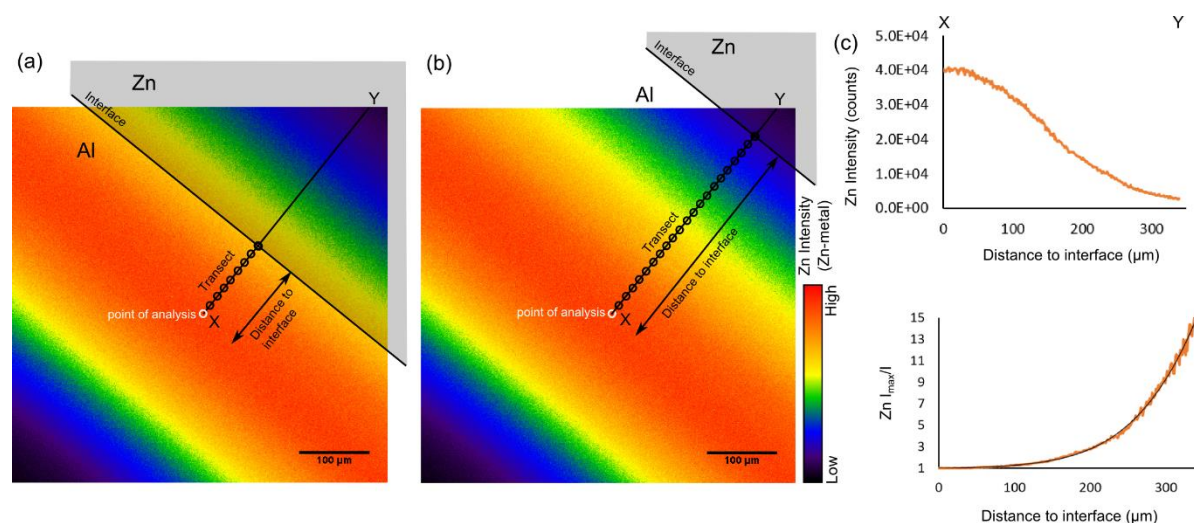 (a)
Zn
Interface
Y
Al
Transect
point of analysis
X
Distance to
interface
100 µm
(b)
Interface
Zn
Al
Y
Transect
Distance to interface
point of analysis
X
100 µm
Zn Intensity
(Zn-metal)
High
Low
(c)
X
Y
Zn Intensity (counts)
5.0E+04
4.0E+04
3.0E+04
2.0E+04
1.0E+04
0.0E+00
0
100
200
300
Distance to interface (µm)
Zn Imax/I
15
13
11
9
7
5
3
1
0
100
200
300
Distance to interface (µm)